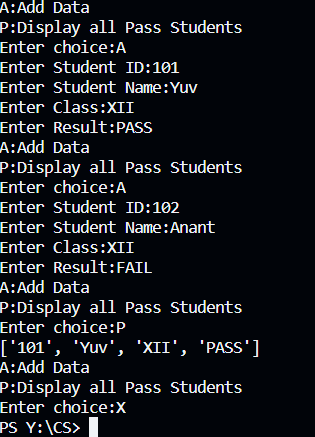 A:Add Data
P:Display all Pass Students
Enter choice:A
Enter Student ID:101
Enter Student Name:Yuv
Enter Class:XII
Enter Result:PASS
A:Add Data
P:Display all Pass Students
Enter choice:A
Enter Student ID:102
Enter Student Name:Anant
Enter Class:XII
Enter Result:FAIL
A:Add Data
P:Display all Pass Students
Enter choice:P
['101', 'Yuv', 'XII', 'PASS']
A:Add Data
P:Display all Pass Students
Enter choice:X
PS Y:\CS>